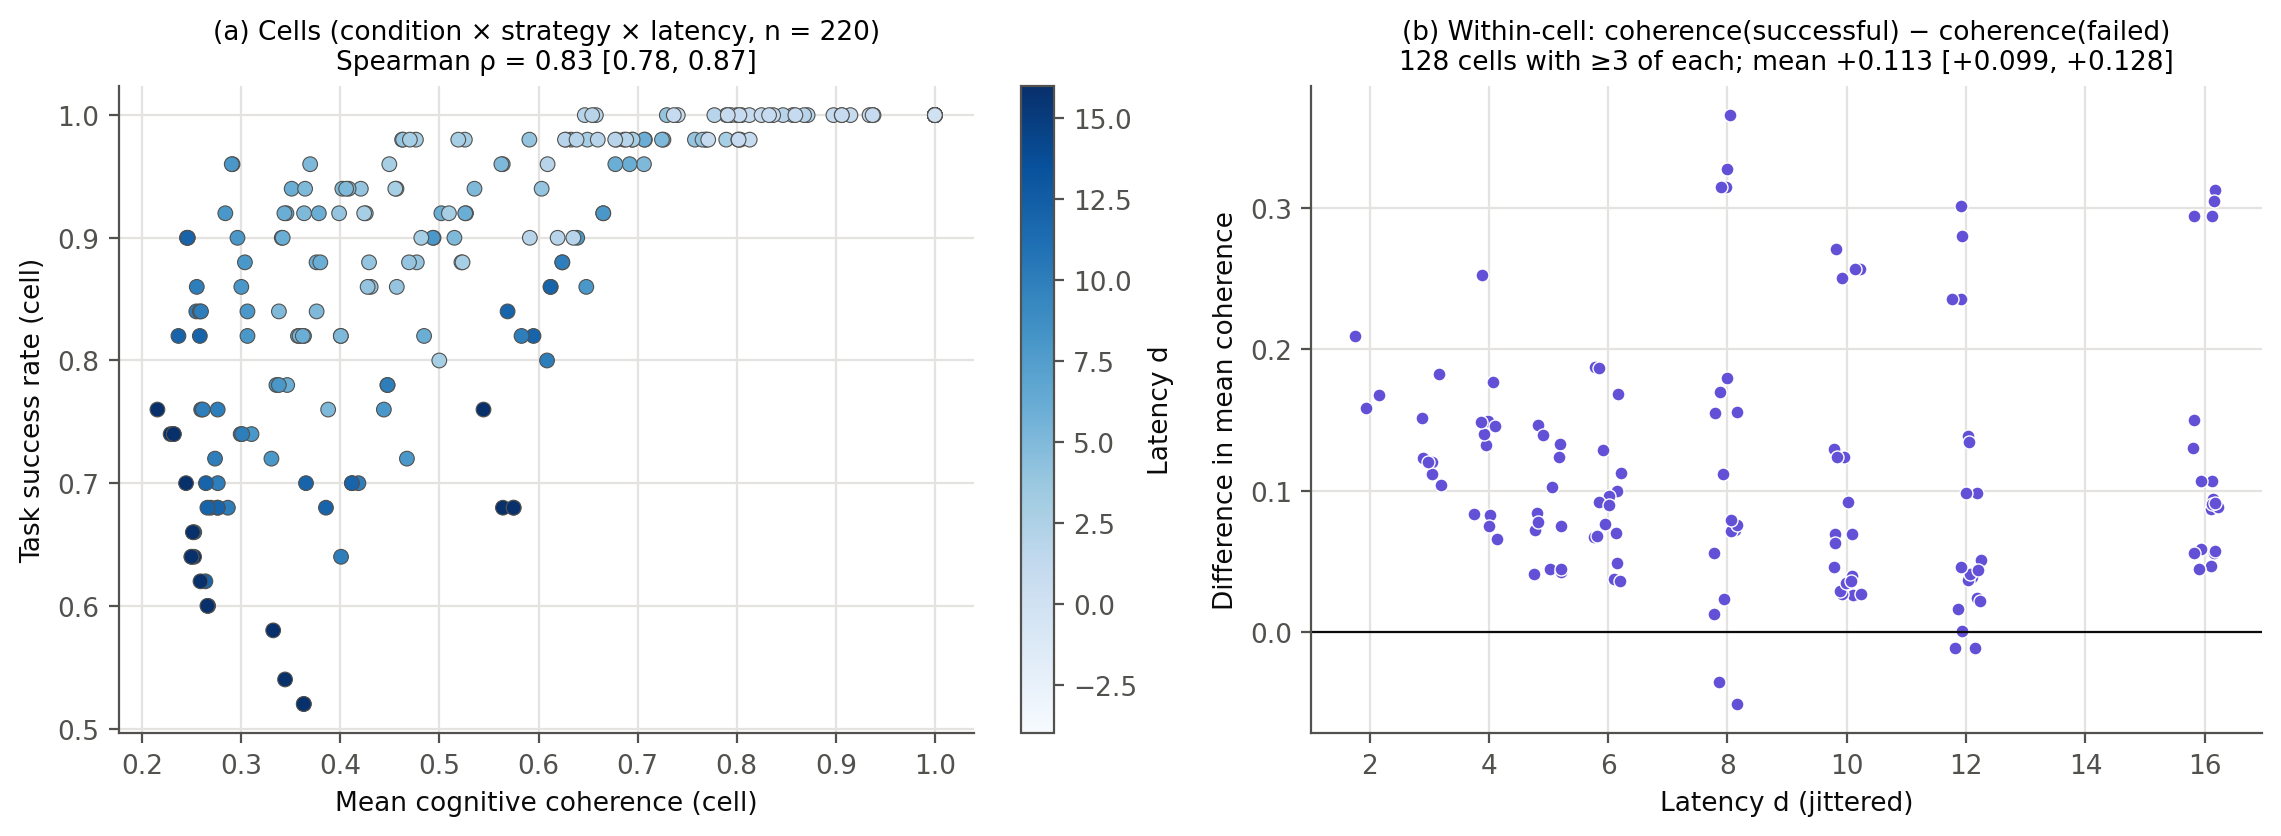 (a) Cells (condition × strategy × latency, n = 220)
Spearman ρ = 0.83 [0.78, 0.87]
Task success rate (cell)
1.0
0.9
0.8
0.7
0.6
0.5
0.2 0.3 0.4 0.5 0.6 0.7 0.8 0.9 1.0
Mean cognitive coherence (cell)
15.0
12.5
10.0
7.5
5.0
2.5
0.0
−2.5
Latency d
(b) Within-cell: coherence(successful) − coherence(failed)
128 cells with ≥3 of each; mean +0.113 [+0.099, +0.128]
Difference in mean coherence
0.3
0.2
0.1
0.0
2 4 6 8 10 12 14 16
Latency d (jittered)